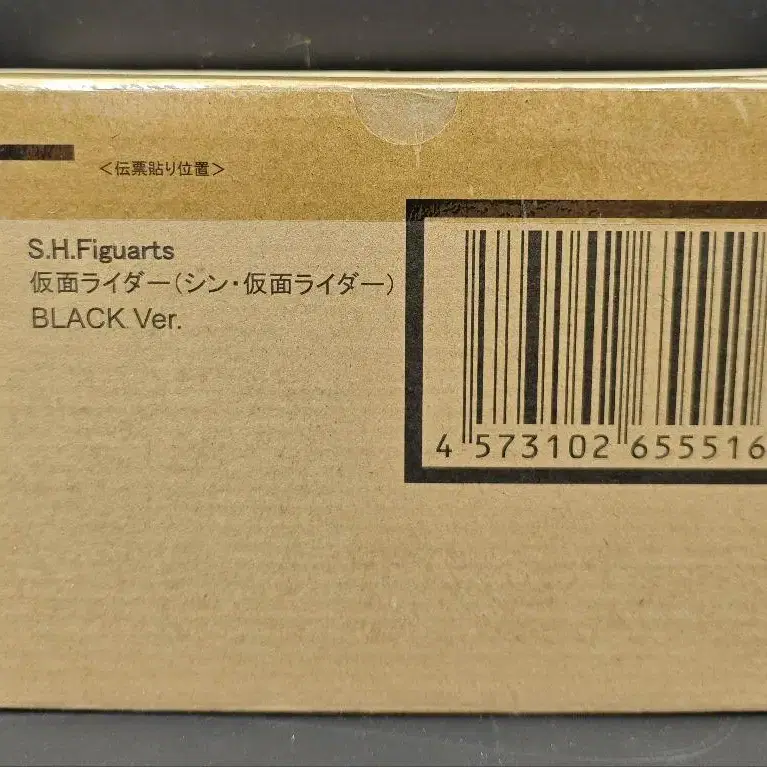 <伝票貼り位置>
S.H.Figuarts
仮面ライダー(シン・仮面ライダー)
BLACK Ver.
4 573102 655516